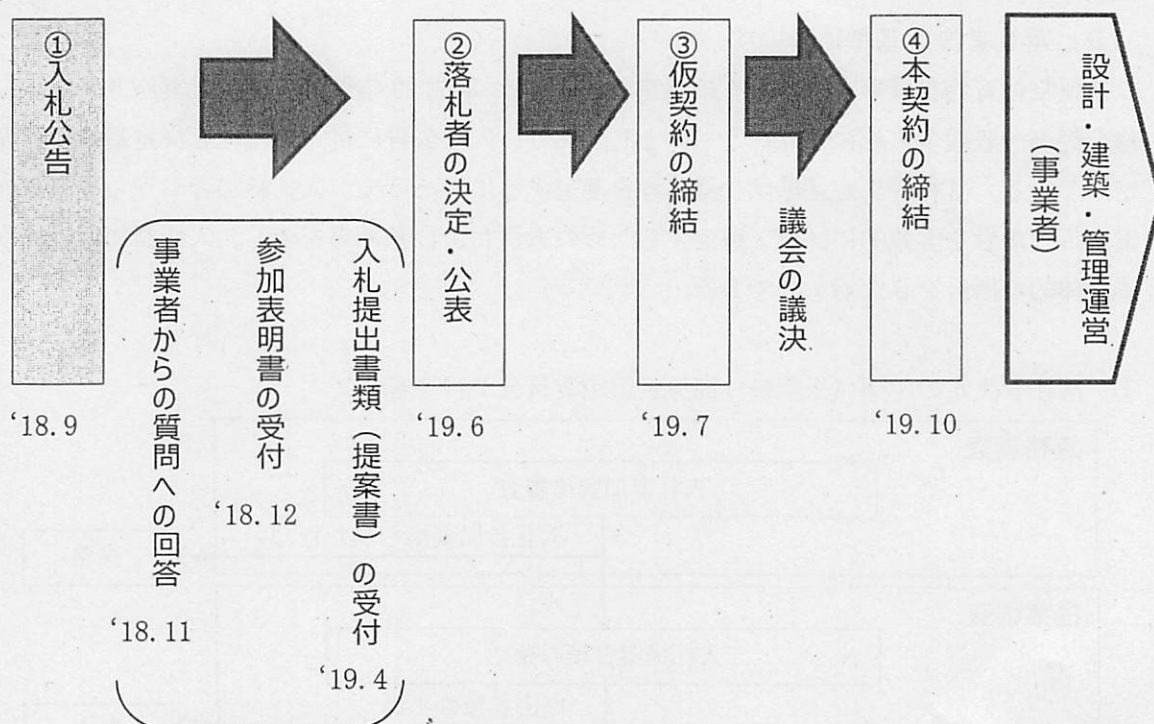 ①入札公告
'18.9
事業者からの質問への回答
'18.11
参加表明書の受付
'18.12
入札提出書類（提案書）の受付
'19.4
②落札者の決定・公表
'19.6
③仮契約の締結
'19.7
議会の議決
④本契約の締結
'19.10
設計・建築・管理運営
（事業者）